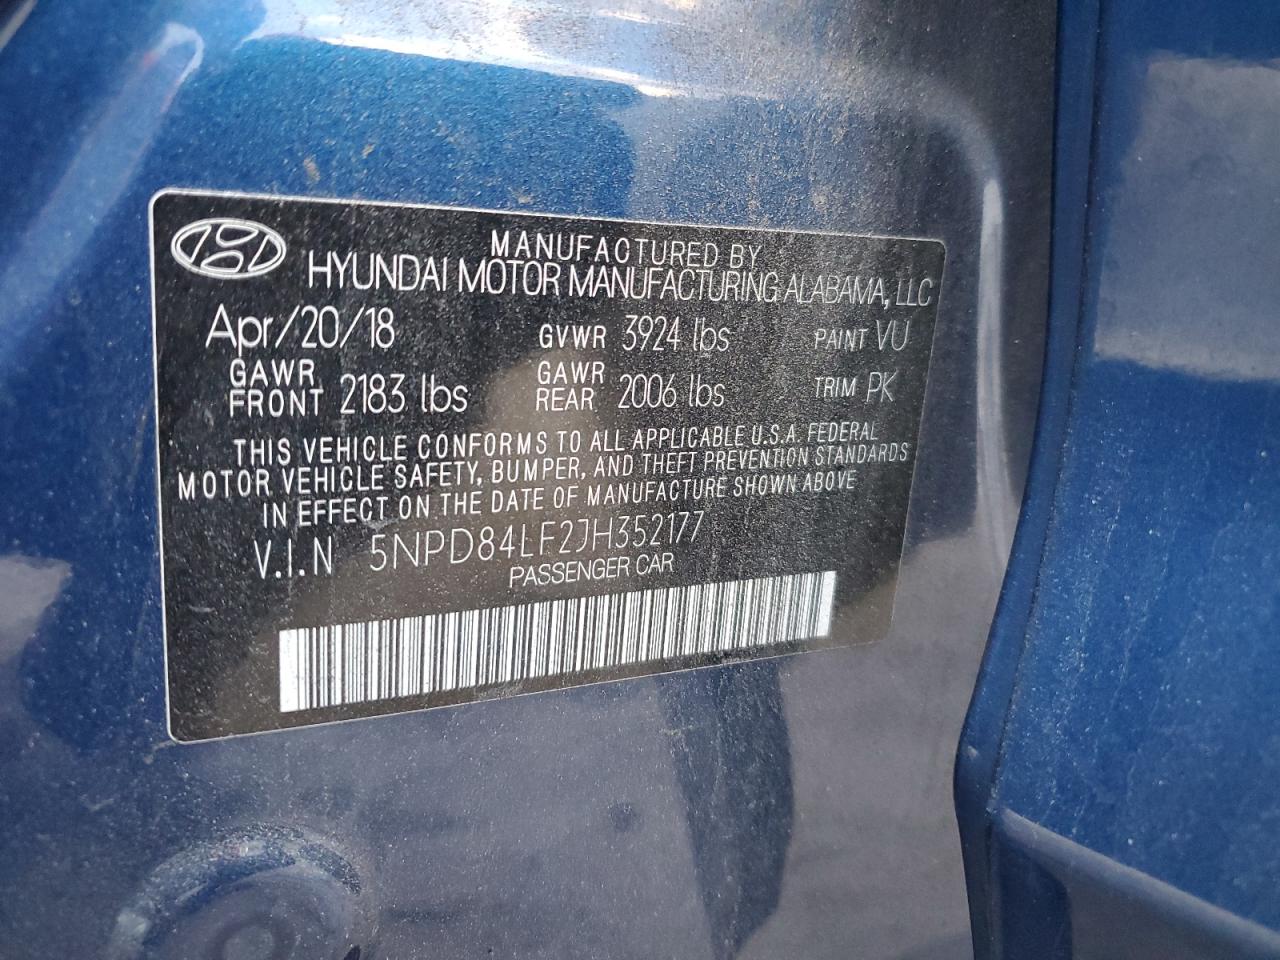 MANUFACTURED BY
HYUNDAI MOTOR MANUFACTURING ALABAMA, LLC
Apr/20/18 GVWR 3924 lbs PAINT VU
GAWR FRONT 2183 lbs GAWR REAR 2006 lbs TRIM PK
THIS VEHICLE CONFORMS TO ALL APPLICABLE U.S.A. FEDERAL
MOTOR VEHICLE SAFETY, BUMPER, AND THEFT PREVENTION STANDARDS
IN EFFECT ON THE DATE OF MANUFACTURE SHOWN ABOVE
V.I.N 5NPD84LF2JH352177
PASSENGER CAR